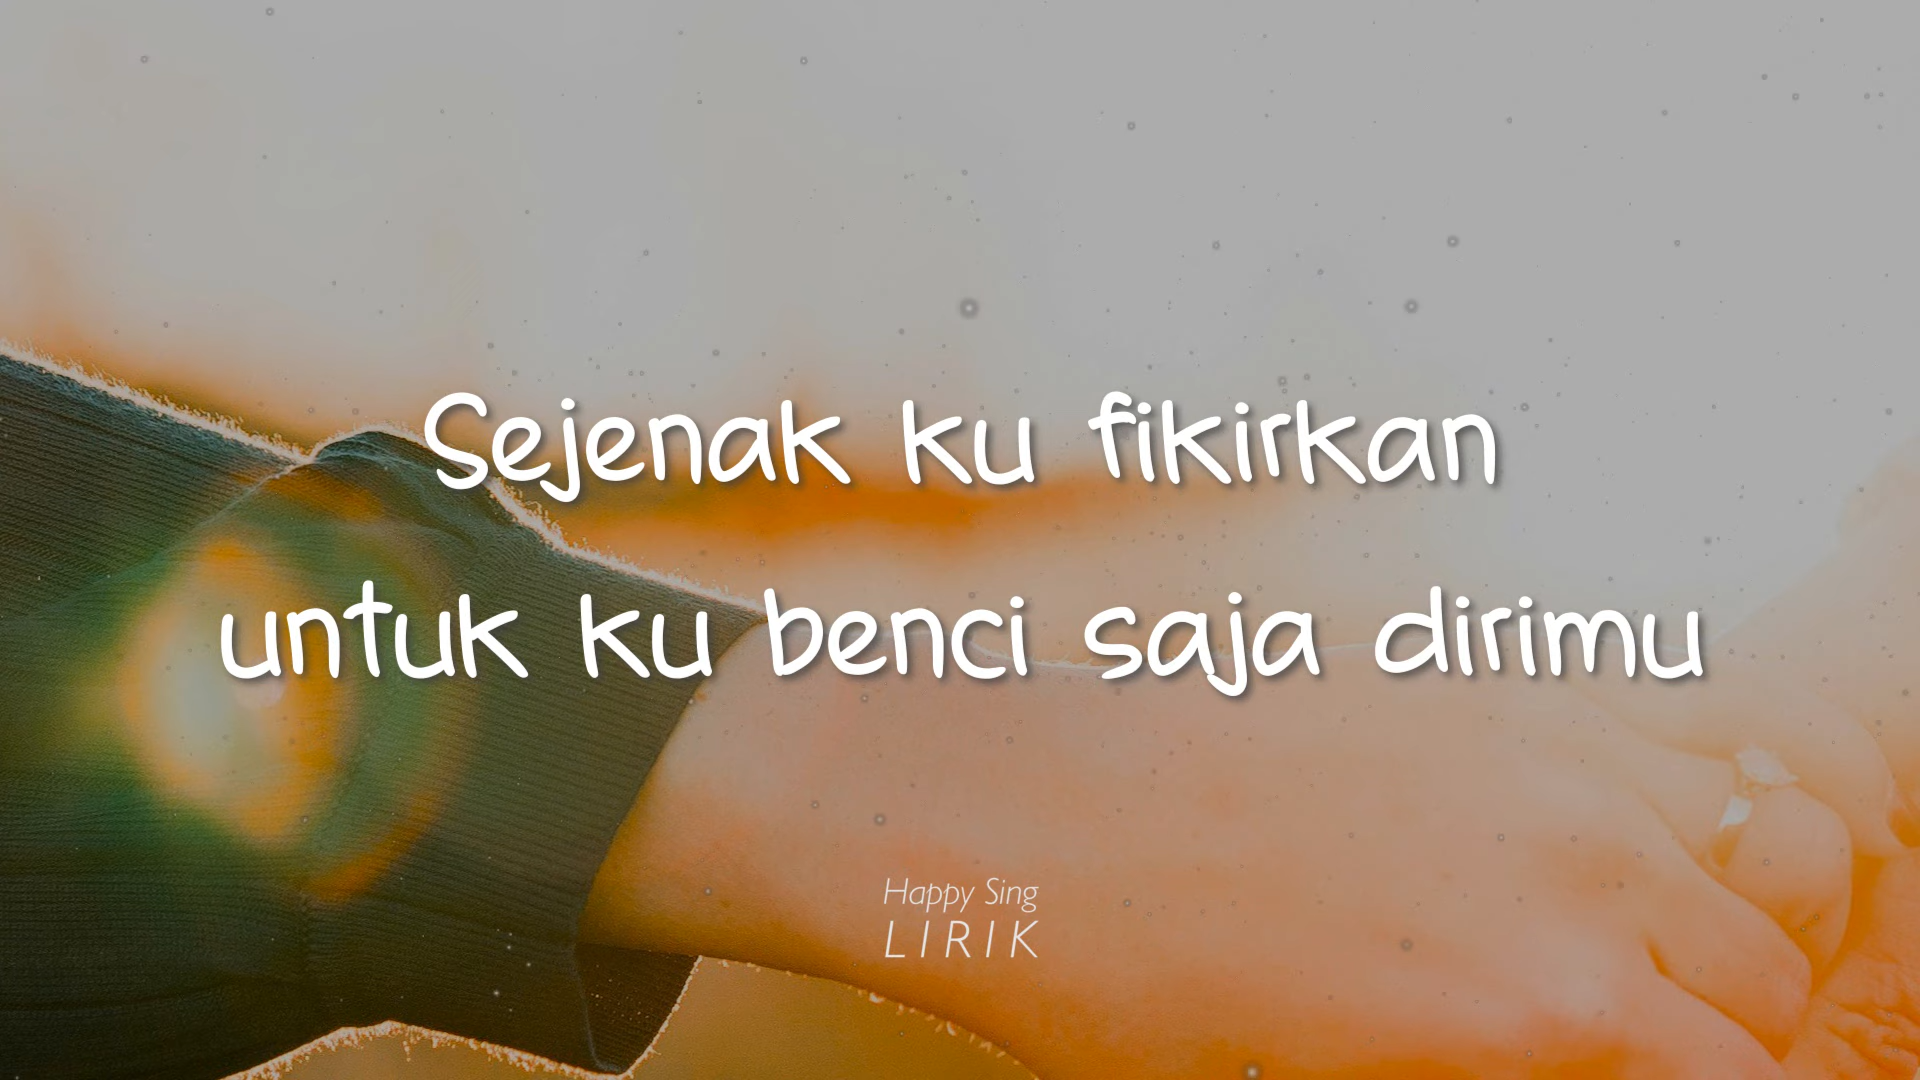 Sejenak ku fikirkan
untuk ku benci saja dirimu
Happy Sing
LIRIK